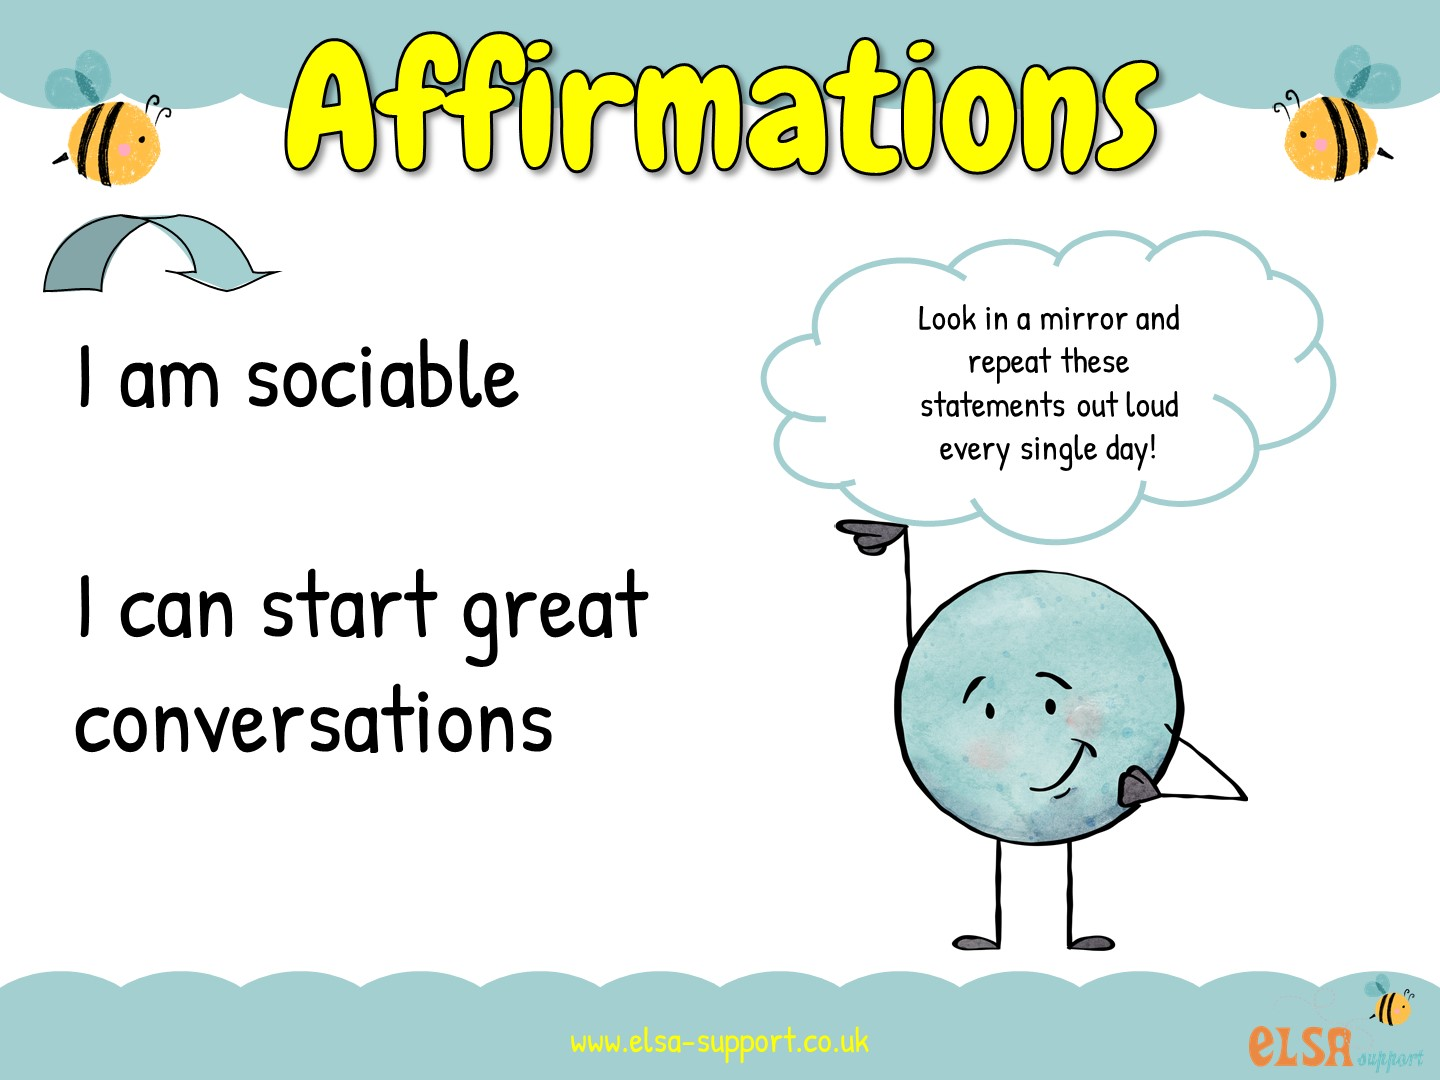 Affirmations
I am sociable
I can start great
conversations
Look in a mirror and
repeat these
statements out loud
every single day!
www.elsa-support.co.uk
ELSA
support